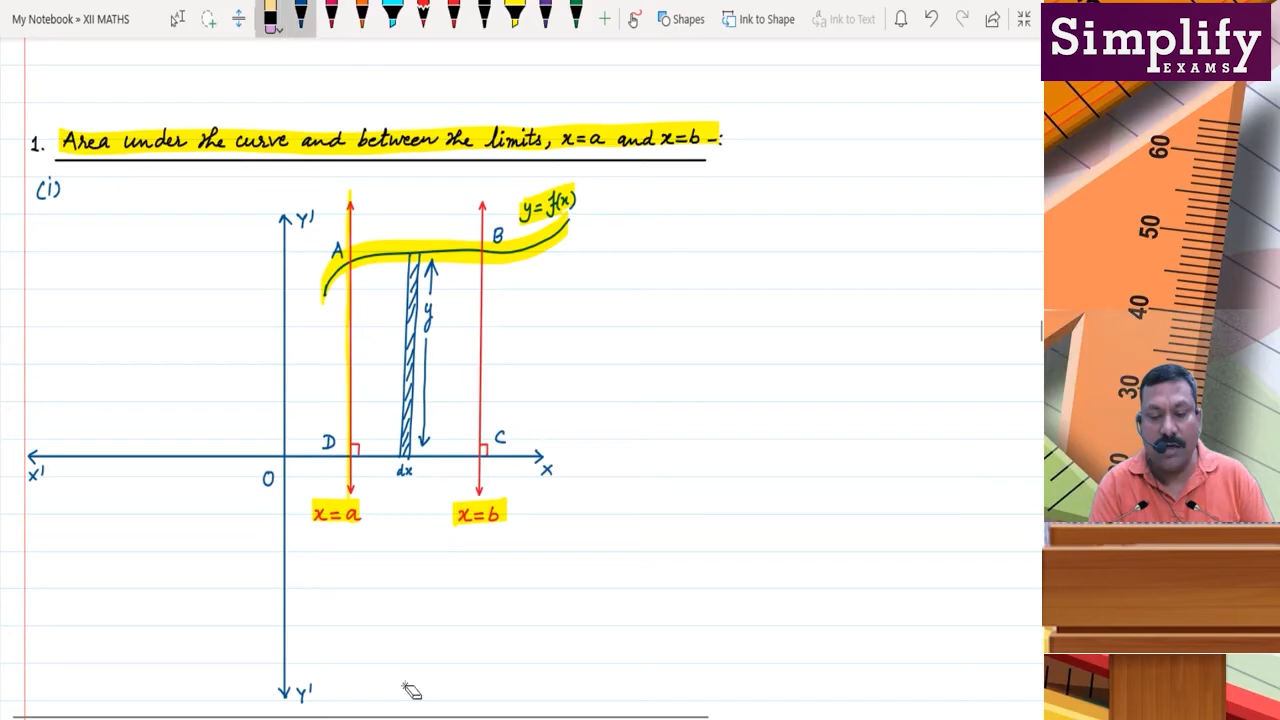 My Notebook » XII MATHS
Shapes
Ink to Shape
Ink to Text
Simplify
EXAMS
1. Area under the curve and between the limits, x=a and x=b -:
(i)
Y'
y=f(x)
A
B
y
D
C
X'
O
dx
X
x=a
x=b
Y'
60
50
40
30